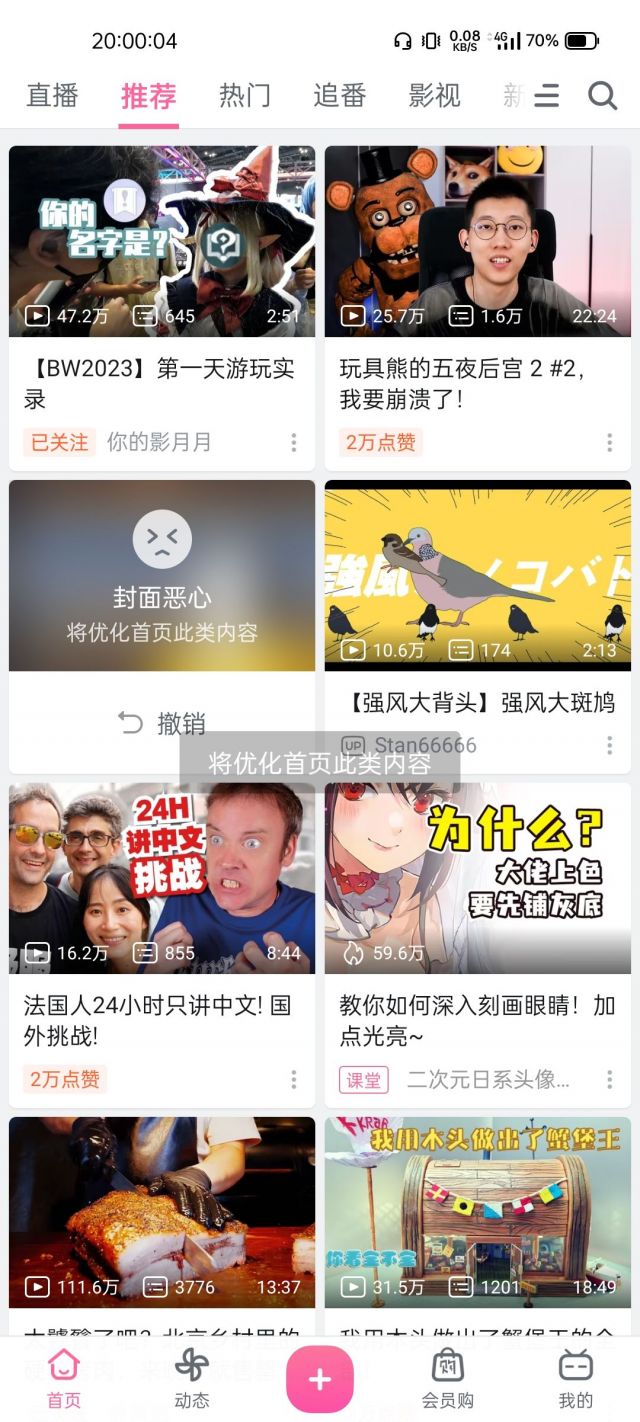 20:00:04
0.08 KB/S 4G 70%
直播 推荐 热门 追番 影视 新
你的
名字是?
47.2万 645 2:51
25.7万 1.6万 22:24
【BW2023】第一天游玩实
录
已关注 你的影月月
玩具熊的五夜后宫 2 #2，
我要崩溃了！
2万点赞
封面恶心
将优化首页此类内容
撤销
強風 ノコバト
10.6万 174 2:13
【强风大背头】强风大斑鸠
UP Stan66666
将优化首页此类内容
24H
讲中文
挑战
16.2万 855 8:44
为什么?
大佬上色
要先铺灰底
59.6万
法国人24小时只讲中文! 国
外挑战!
2万点赞
教你如何深入刻画眼睛！加
点光亮~
课堂 二次元日系头像...
111.6万 3776 13:37
KRAB
我用木头做出了蟹堡王
你看全不全
31.5万 1201 18:49
我用木头做出了蟹堡王的全
首页 动态 会员购 我的